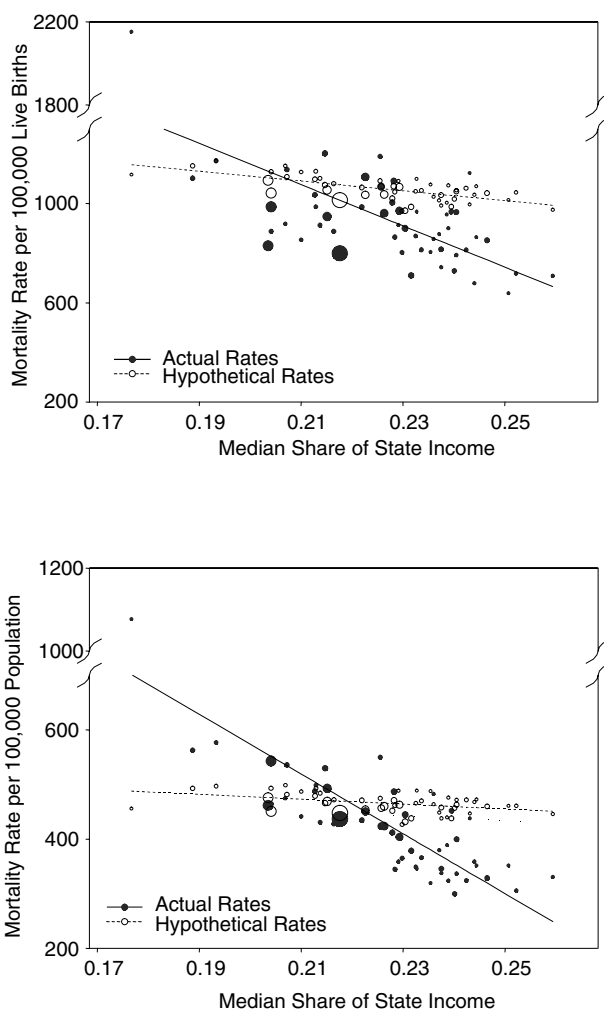 Mortality Rate per 100,000 Live Births
2200
1800
1000
600
200
Actual Rates
Hypothetical Rates
0.17
0.19
0.21
0.23
0.25
Median Share of State Income
Mortality Rate per 100,000 Population
1200
1000
600
400
200
Actual Rates
Hypothetical Rates
0.17
0.19
0.21
0.23
0.25
Median Share of State Income